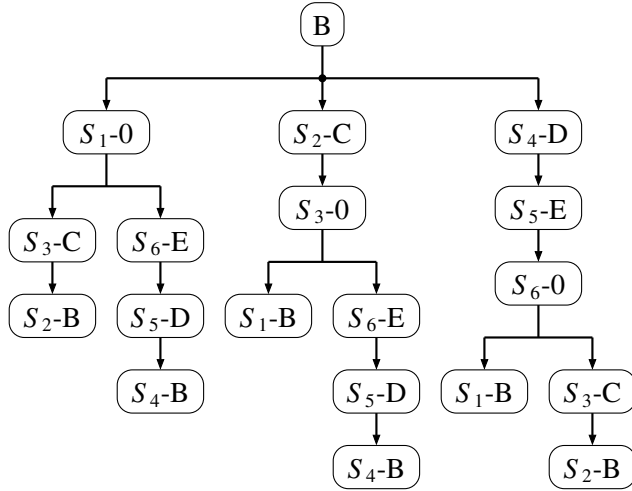 B
S₁-0 S₂-C S₄-D
S₃-0 S₅-E
S₃-C S₆-E
S₆-0
S₂-B S₅-D S₁-B S₆-E
S₄-B S₅-D S₁-B S₃-C
S₄-B S₂-B